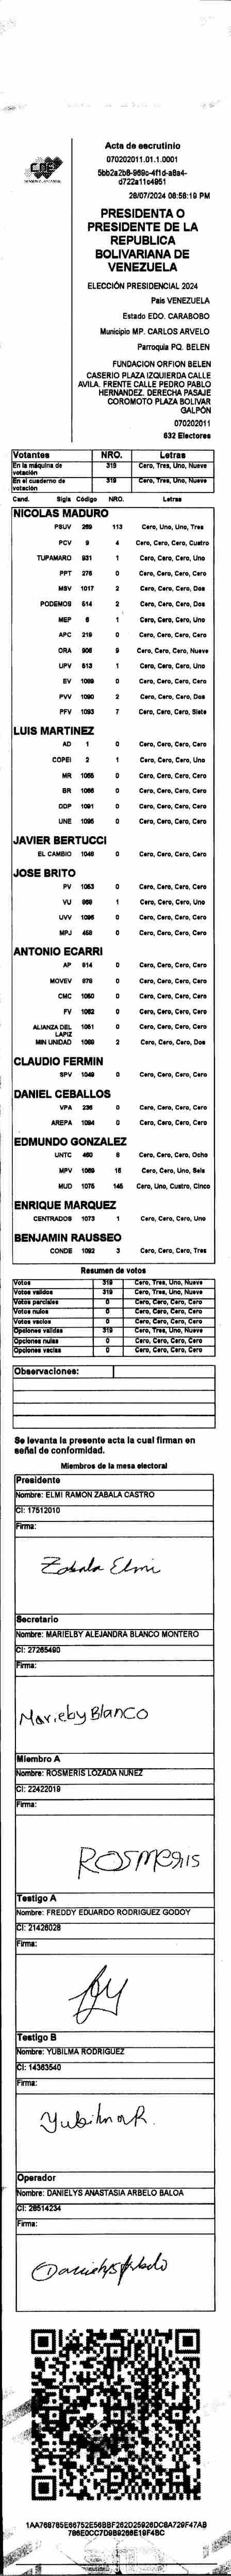 CNE
Acta de escrutinio
070202011.01.1.0001
28/07/2024 08:58:19 PM
PRESIDENTA O
PRESIDENTE DE LA
REPUBLICA
BOLIVARIANA DE
VENEZUELA
ELECCIÓN PRESIDENCIAL 2024
País VENEZUELA
Estado EDO. CARABOBO
Municipio MP. CARLOS ARVELO
Parroquia PQ. BELEN
FUNDACION ORFION BELEN
CASERIO PLAZA IZQUIERDA CALLE
AVILA. FRENTE CALLE PEDRO PABLO
HERNANDEZ. DERECHA PASAJE
COROMOTO PLAZA BOLIVAR
GALPÓN
070202011
632 Electores
Votantes NRO. Letras
En la máquina de votación 319 Cero, Tres, Uno, Nueve
En el cuaderno de votación 319 Cero, Tres, Uno, Nueve
Cand. Sigla Código NRO. Letras
NICOLAS MADURO
PSUV 269 113 Cero, Uno, Uno, Tres
PCV 9 4 Cero, Cero, Cero, Cuatro
TUPAMARO 931 1 Cero, Cero, Cero, Uno
PPT 276 0 Cero, Cero, Cero, Cero
MSV 1017 2 Cero, Cero, Cero, Dos
PODEMOS 514 2 Cero, Cero, Cero, Dos
MEP 6 1 Cero, Cero, Cero, Uno
APC 219 0 Cero, Cero, Cero, Cero
ORA 906 9 Cero, Cero, Cero, Nueve
UPV 513 1 Cero, Cero, Cero, Uno
EV 1089 0 Cero, Cero, Cero, Cero
PVV 1090 2 Cero, Cero, Cero, Dos
PFV 1093 7 Cero, Cero, Cero, Siete
LUIS MARTINEZ
AD 1 0 Cero, Cero, Cero, Cero
COPEI 2 1 Cero, Cero, Cero, Uno
MR 1065 0 Cero, Cero, Cero, Cero
BR 1066 0 Cero, Cero, Cero, Cero
DDP 1091 0 Cero, Cero, Cero, Cero
UNE 1095 0 Cero, Cero, Cero, Cero
JAVIER BERTUCCI
EL CAMBIO 1046 0 Cero, Cero, Cero, Cero
JOSE BRITO
PV 1053 0 Cero, Cero, Cero, Cero
VU 969 1 Cero, Cero, Cero, Uno
UVV 1096 0 Cero, Cero, Cero, Cero
MPJ 458 0 Cero, Cero, Cero, Cero
ANTONIO ECARRI
AP 914 0 Cero, Cero, Cero, Cero
MOVEV 979 0 Cero, Cero, Cero, Cero
CMC 1050 0 Cero, Cero, Cero, Cero
FV 1082 0 Cero, Cero, Cero, Cero
ALIANZA DEL LAPIZ 1051 0 Cero, Cero, Cero, Cero
MIN UNIDAD 1089 2 Cero, Cero, Cero, Dos
CLAUDIO FERMIN
SPV 1049 0 Cero, Cero, Cero, Cero
DANIEL CEBALLOS
VPA 236 0 Cero, Cero, Cero, Cero
AREPA 1094 0 Cero, Cero, Cero, Cero
EDMUNDO GONZALEZ
UNTC 460 8 Cero, Cero, Cero, Ocho
MPV 1069 16 Cero, Cero, Uno, Seis
MUD 1075 145 Cero, Uno, Cuatro, Cinco
ENRIQUE MARQUEZ
CENTRADOS 1073 1 Cero, Cero, Cero, Uno
BENJAMIN RAUSSEO
CONDE 1092 3 Cero, Cero, Cero, Tres
Resumen de votos
Votos 319 Cero, Tres, Uno, Nueve
Votos validos 319 Cero, Tres, Uno, Nueve
Votos parciales 0 Cero, Cero, Cero, Cero
Votos nulos 0 Cero, Cero, Cero, Cero
Votos vacios 0 Cero, Cero, Cero, Cero
Opciones validas 319 Cero, Tres, Uno, Nueve
Opciones nulas 0 Cero, Cero, Cero, Cero
Opciones vacias 0 Cero, Cero, Cero, Cero
Observaciones:
Se levanta la presente acta la cual firman en
señal de conformidad.
Miembros de la mesa electoral
Presidente
Nombre: ELMI RAMON ZABALA CASTRO
CI: 17512010
Firma:
Zabala Elmi
Secretario
Nombre: MARIELBY ALEJANDRA BLANCO MONTERO
CI: 27265490
Firma:
Marieby Blanco
Miembro A
Nombre: ROSMERIS LOZADA NUÑEZ
CI: 22422019
Firma:
ROSMERIS
Testigo A
Nombre: FREDDY EDUARDO RODRIGUEZ GODOY
CI: 21426028
Firma:
Testigo B
Nombre: YUBILMA RODRIGUEZ
CI: 14383540
Firma:
Yubilma R.
Operador
Nombre: DANIELYS ANASTASIA ARBELO BALOA
CI: 28514234
Firma:
Danielys Arbelo